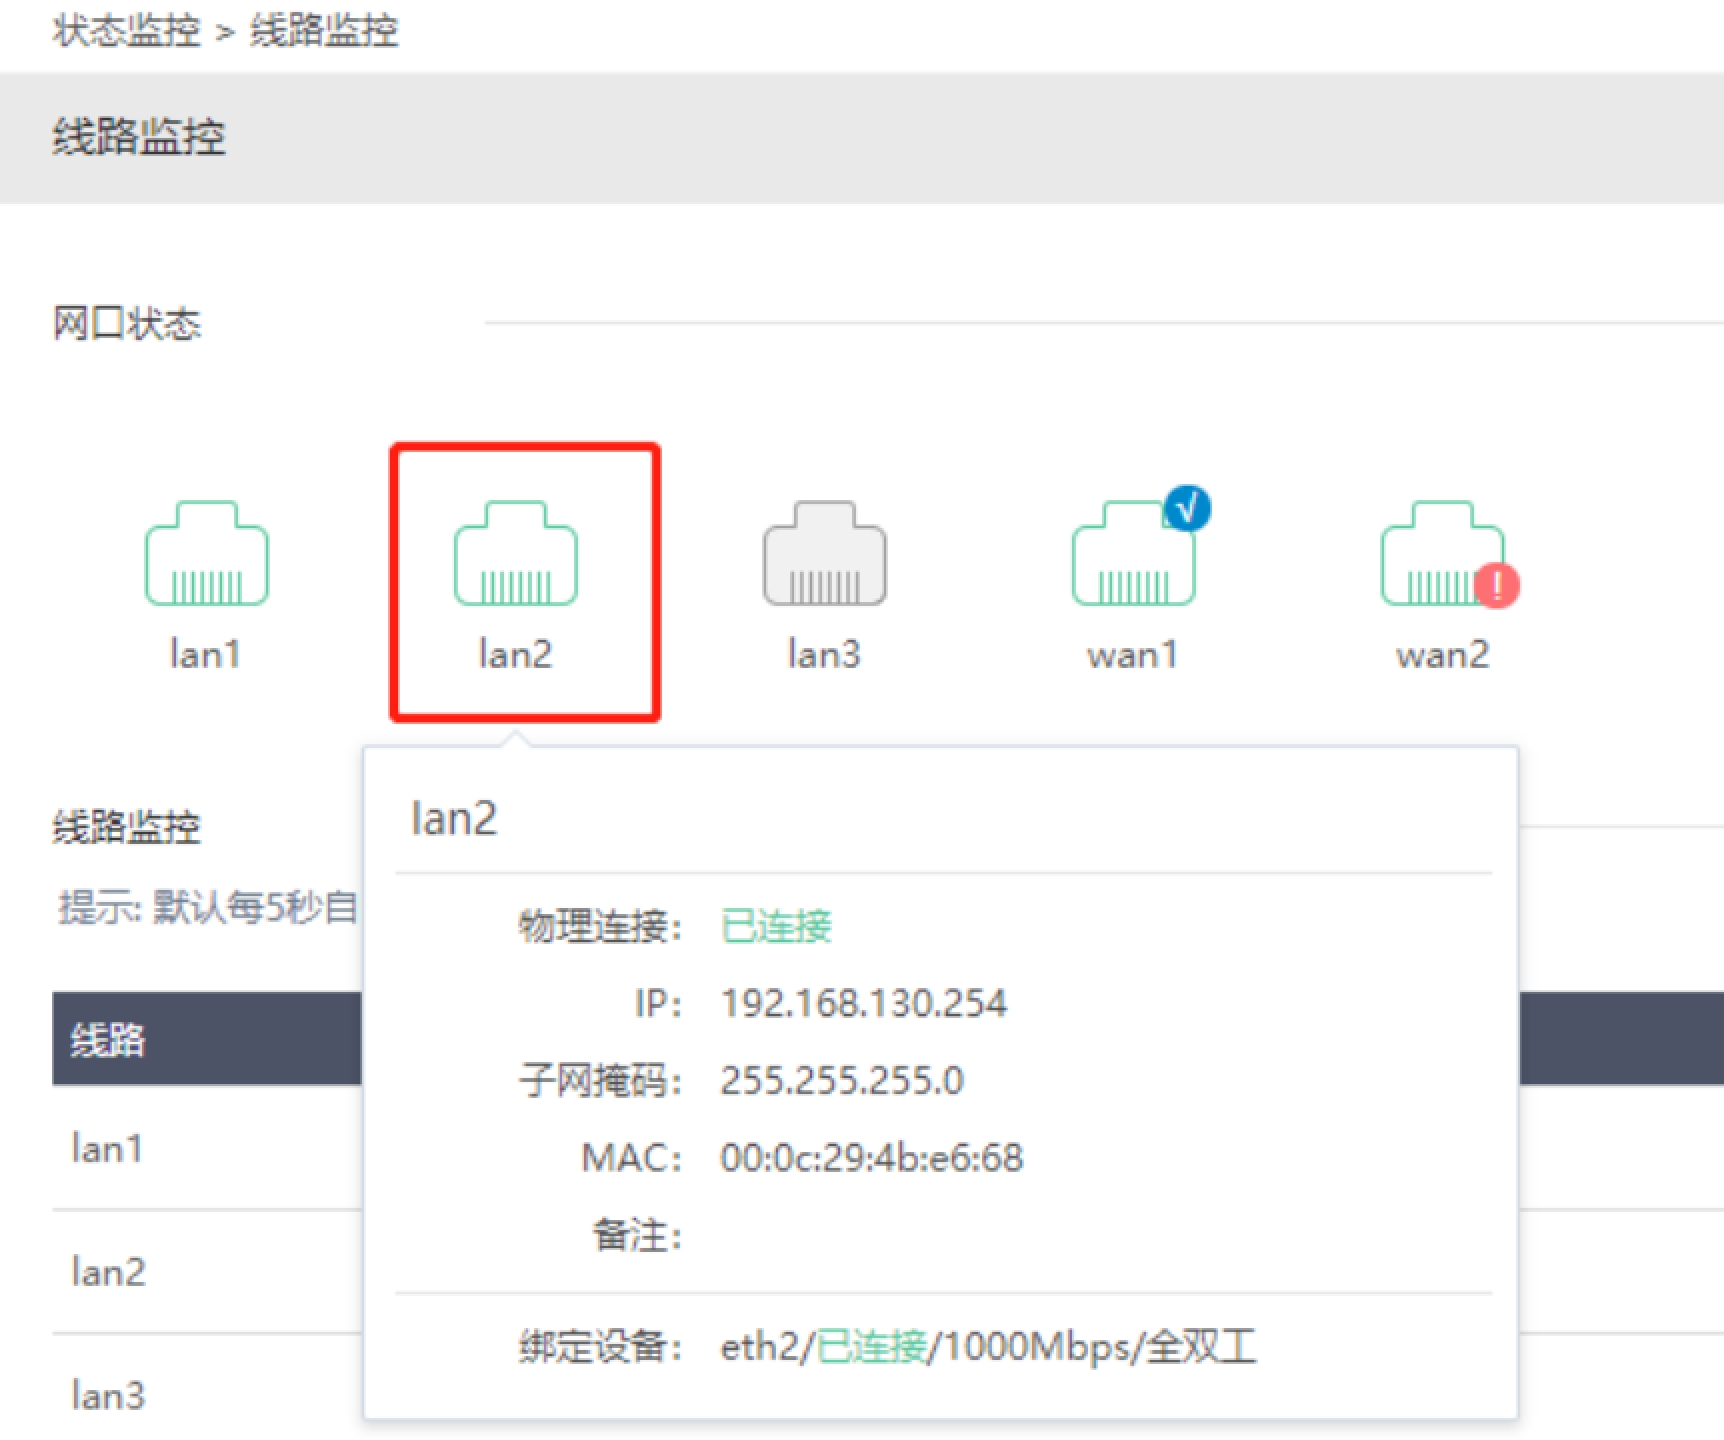 状态监控 > 线路监控
线路监控
网口状态
lan1
lan2
lan3
√
wan1
!
wan2
线路监控
提示: 默认每5秒自
线路
lan1
lan2
lan3
lan2
物理连接： 已连接
IP： 192.168.130.254
子网掩码： 255.255.255.0
MAC： 00:0c:29:4b:e6:68
备注：
绑定设备： eth2/已连接/1000Mbps/全双工